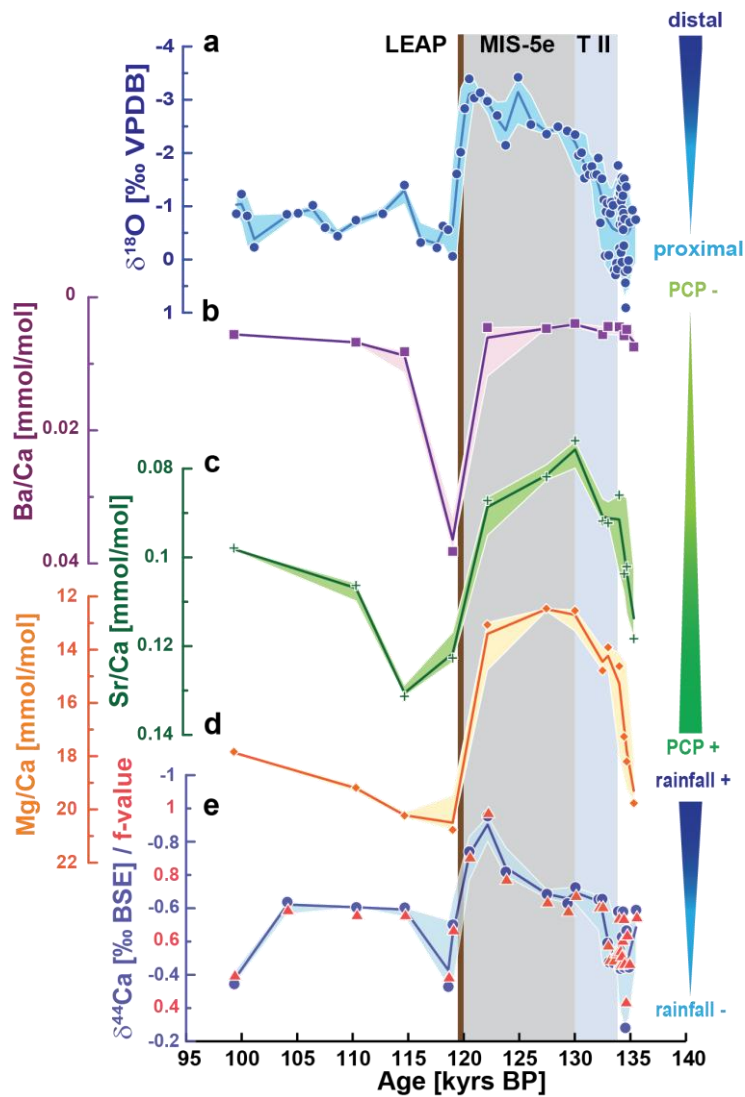 a
LEAP MIS-5e T II
distal
-4
-3
-2
-1
0
1
δ18O [‰ VPDB]
proximal
b
PCP -
0
0.02
0.04
Ba/Ca [mmol/mol]
c
0.08
0.1
0.12
0.14
Sr/Ca [mmol/mol]
12
14
16
18
20
22
Mg/Ca [mmol/mol]
d
PCP +
rainfall +
e
-1
1
-0.8
0.8
-0.6
0.6
-0.4
0.4
-0.2
δ44Ca [‰ BSE] / f-value
rainfall -
95 100 105 110 115 120 125 130 135 140
Age [kyrs BP]